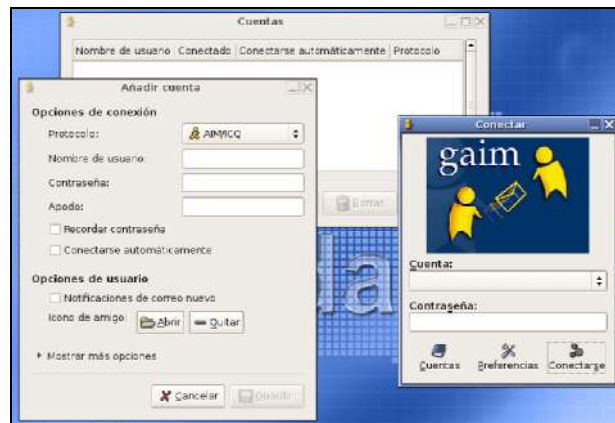 Cuentas
Nombre de usuario Conectado Conectarse automáticamente Protocolo
Añadir cuenta
Opciones de conexión
Protocolo: AIM/ICQ
Nombre de usuario:
Contraseña:
Apodo:
Recordar contraseña
Conectarse automáticamente
Opciones de usuario
Notificaciones de correo nuevo
Icono de amigo: Abrir Quitar
Mostrar más opciones
Cancelar Guardar
Borrar
Conectar
gaim
Cuenta:
Contraseña:
Cuentas Preferencias Conectarse
da